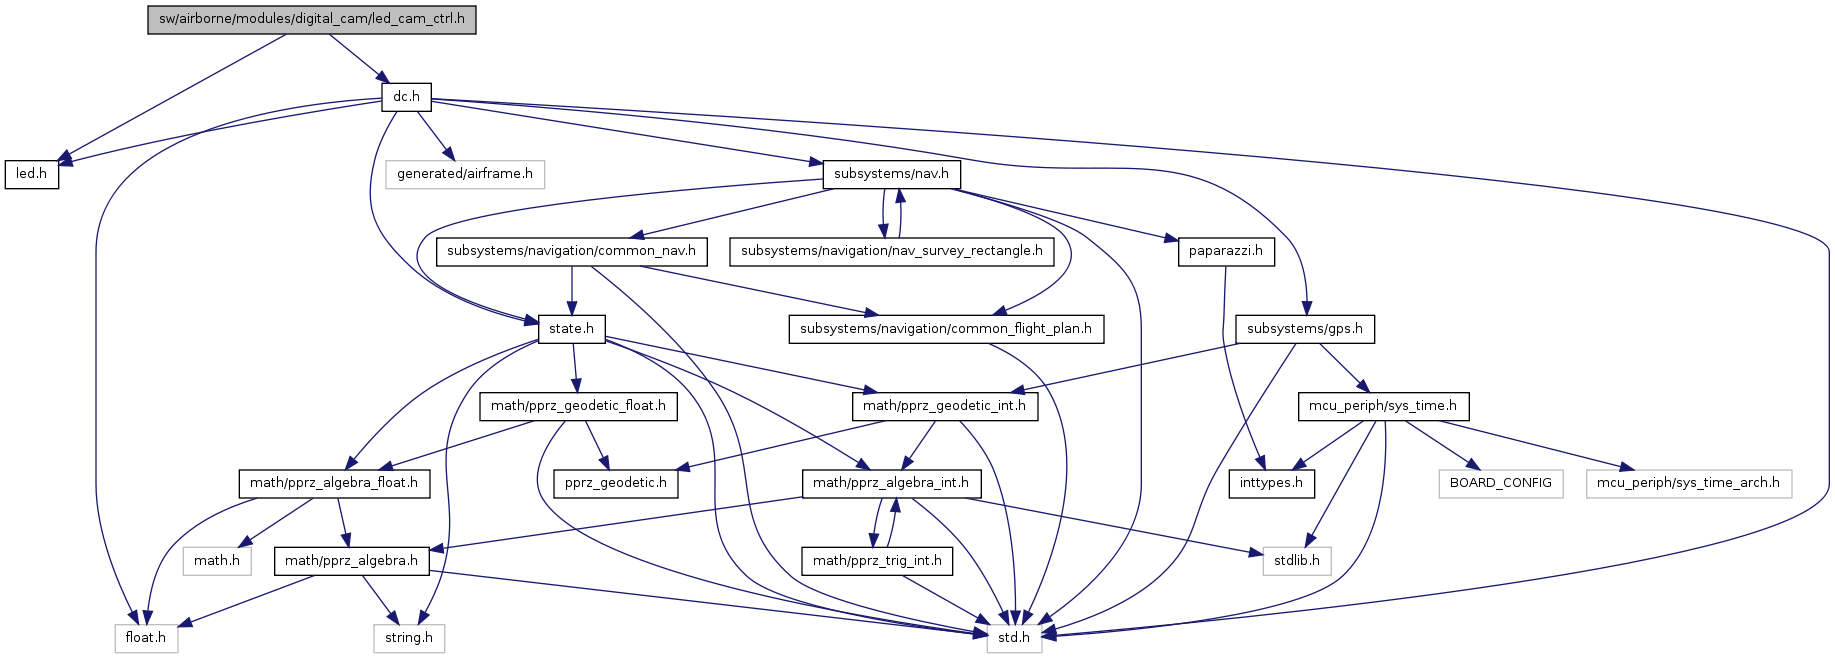 sw/airborne/modules/digital_cam/led_cam_ctrl.h
dc.h
led.h
generated/airframe.h
subsystems/nav.h
subsystems/navigation/common_nav.h
subsystems/navigation/nav_survey_rectangle.h
paparazzi.h
state.h
subsystems/navigation/common_flight_plan.h
subsystems/gps.h
math/pprz_geodetic_float.h
math/pprz_geodetic_int.h
mcu_periph/sys_time.h
math/pprz_algebra_float.h
pprz_geodetic.h
math/pprz_algebra_int.h
inttypes.h
BOARD_CONFIG
mcu_periph/sys_time_arch.h
math.h
math/pprz_algebra.h
math/pprz_trig_int.h
stdlib.h
float.h
string.h
std.h